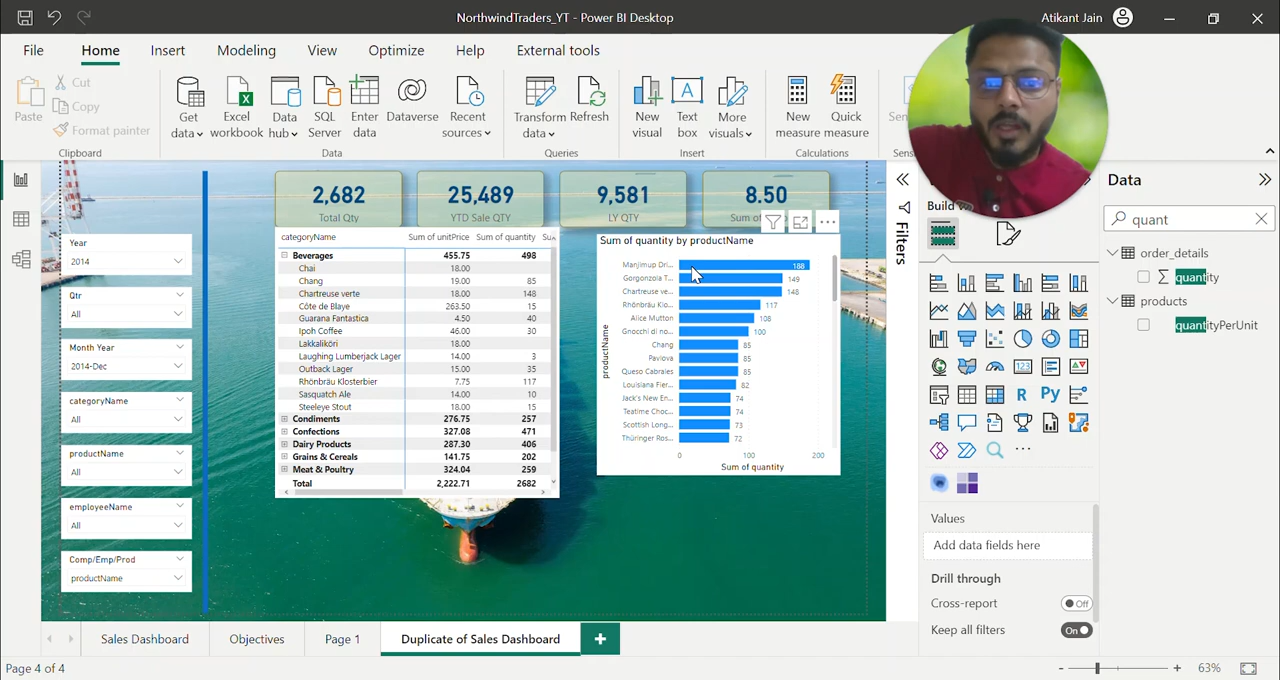 NorthwindTraders_YT - Power BI Desktop
Atikant Jain
File Home Insert Modeling View Optimize Help External tools
Paste
Cut
Copy
Format painter
Clipboard
Get data
Excel workbook
Data hub
SQL Server
Enter data
Dataverse
Recent sources
Data
Transform data
Refresh
Queries
New visual
Text box
More visuals
Insert
New measure
Quick measure
Calculations
Year
2014
Qtr
All
Month Year
2014-Dec
categoryName
All
productName
All
employeeName
All
Comp/Emp/Prod
productName
2,682
Total Qty
25,489
YTD Sale QTY
9,581
LY QTY
8.50
Sum of
categoryName Sum of unitPrice Sum of quantity Su
Beverages 455.75 498
Chai 18.00
Chang 19.00 85
Chartreuse verte 18.00 148
Côte de Blaye 263.50 15
Guarana Fantastica 4.50 40
Ipoh Coffee 46.00 30
Lakkalikööri 18.00
Laughing Lumberjack Lager 14.00 3
Outback Lager 15.00 35
Rhönbräu Klosterbier 7.75 117
Sasquatch Ale 14.00 10
Steeleye Stout 18.00 15
Condiments 276.75 257
Confections 327.08 471
Dairy Products 287.30 406
Grains & Cereals 141.75 202
Meat & Poultry 324.04 259
Total 2,222.71 2682
Sum of quantity by productName
productName
Manjimup Dri... 188
Gorgonzola T... 149
Chartreuse ve... 148
Rhönbräu Klo... 117
Alice Mutton 108
Gnocchi di no... 100
Chang 85
Pavlova 85
Queso Cabrales 85
Louisiana Fier... 82
Jack's New En... 74
Teatime Choc... 74
Scottish Long... 73
Thüringer Ros... 72
0 100 200
Sum of quantity
Filters
Build
Values
Add data fields here
Drill through
Cross-report
Off
Keep all filters
On
Data
quant
order_details
quantity
products
quantityPerUnit
Sales Dashboard Objectives Page 1 Duplicate of Sales Dashboard
Page 4 of 4
63%